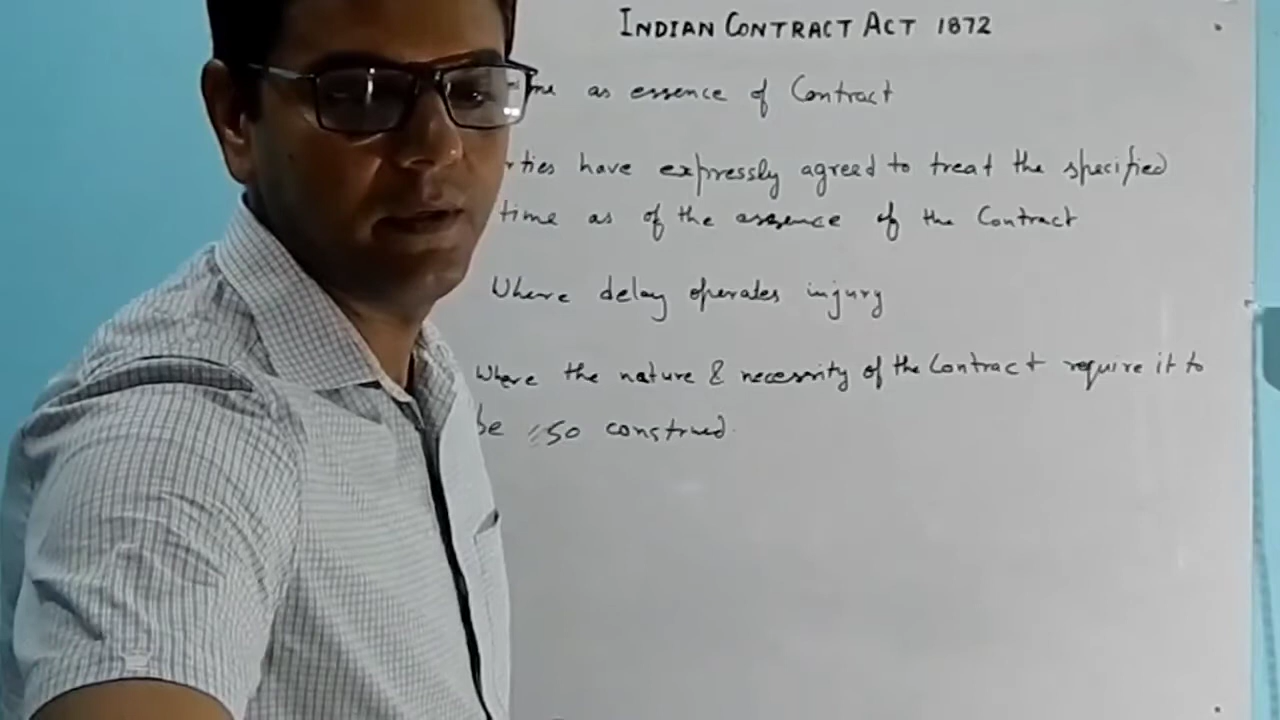 INDIAN CONTRACT ACT 1872
as essence of Contract
have expressly agreed to treat the specified
time as of the essence of the Contract
Where delay operates injury
Where the nature & necessity of the Contract require it to
be so construed.